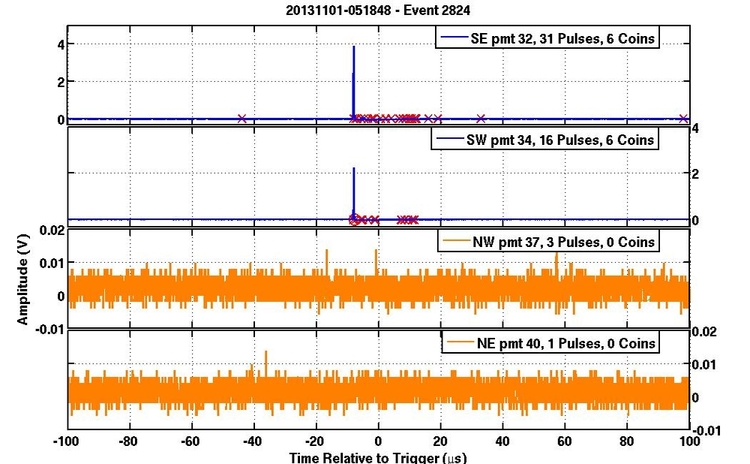 20131101-051848 - Event 2824
SE pmt 32, 31 Pulses, 6 Coins
4
2
0
SW pmt 34, 16 Pulses, 6 Coins
4
2
0
NW pmt 37, 3 Pulses, 0 Coins
0.02
0.01
0
-0.01
NE pmt 40, 1 Pulses, 0 Coins
0.02
0.01
0
-0.01
Amplitude (V)
-100 -80 -60 -40 -20 0 20 40 60 80 100
Time Relative to Trigger (μs)